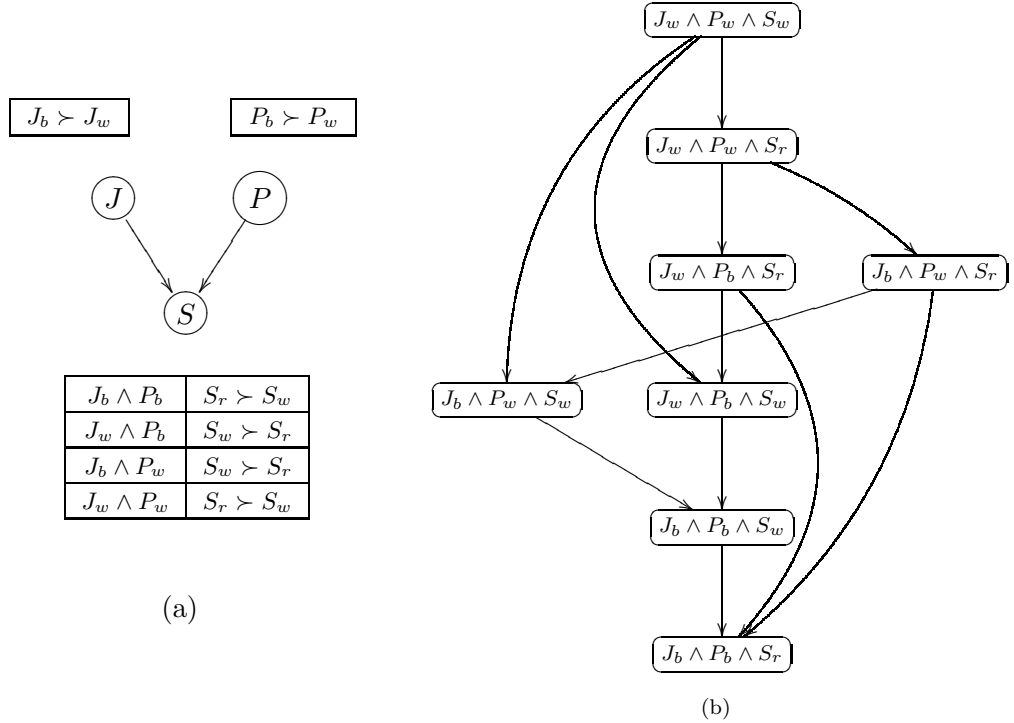 J_b ≻ J_w
P_b ≻ P_w
J
P
S
J_b ∧ P_b S_r ≻ S_w
J_w ∧ P_b S_w ≻ S_r
J_b ∧ P_w S_w ≻ S_r
J_w ∧ P_w S_r ≻ S_w
(a)
J_w ∧ P_w ∧ S_w
J_w ∧ P_w ∧ S_r
J_w ∧ P_b ∧ S_r
J_b ∧ P_w ∧ S_r
J_b ∧ P_w ∧ S_w
J_w ∧ P_b ∧ S_w
J_b ∧ P_b ∧ S_w
J_b ∧ P_b ∧ S_r
(b)